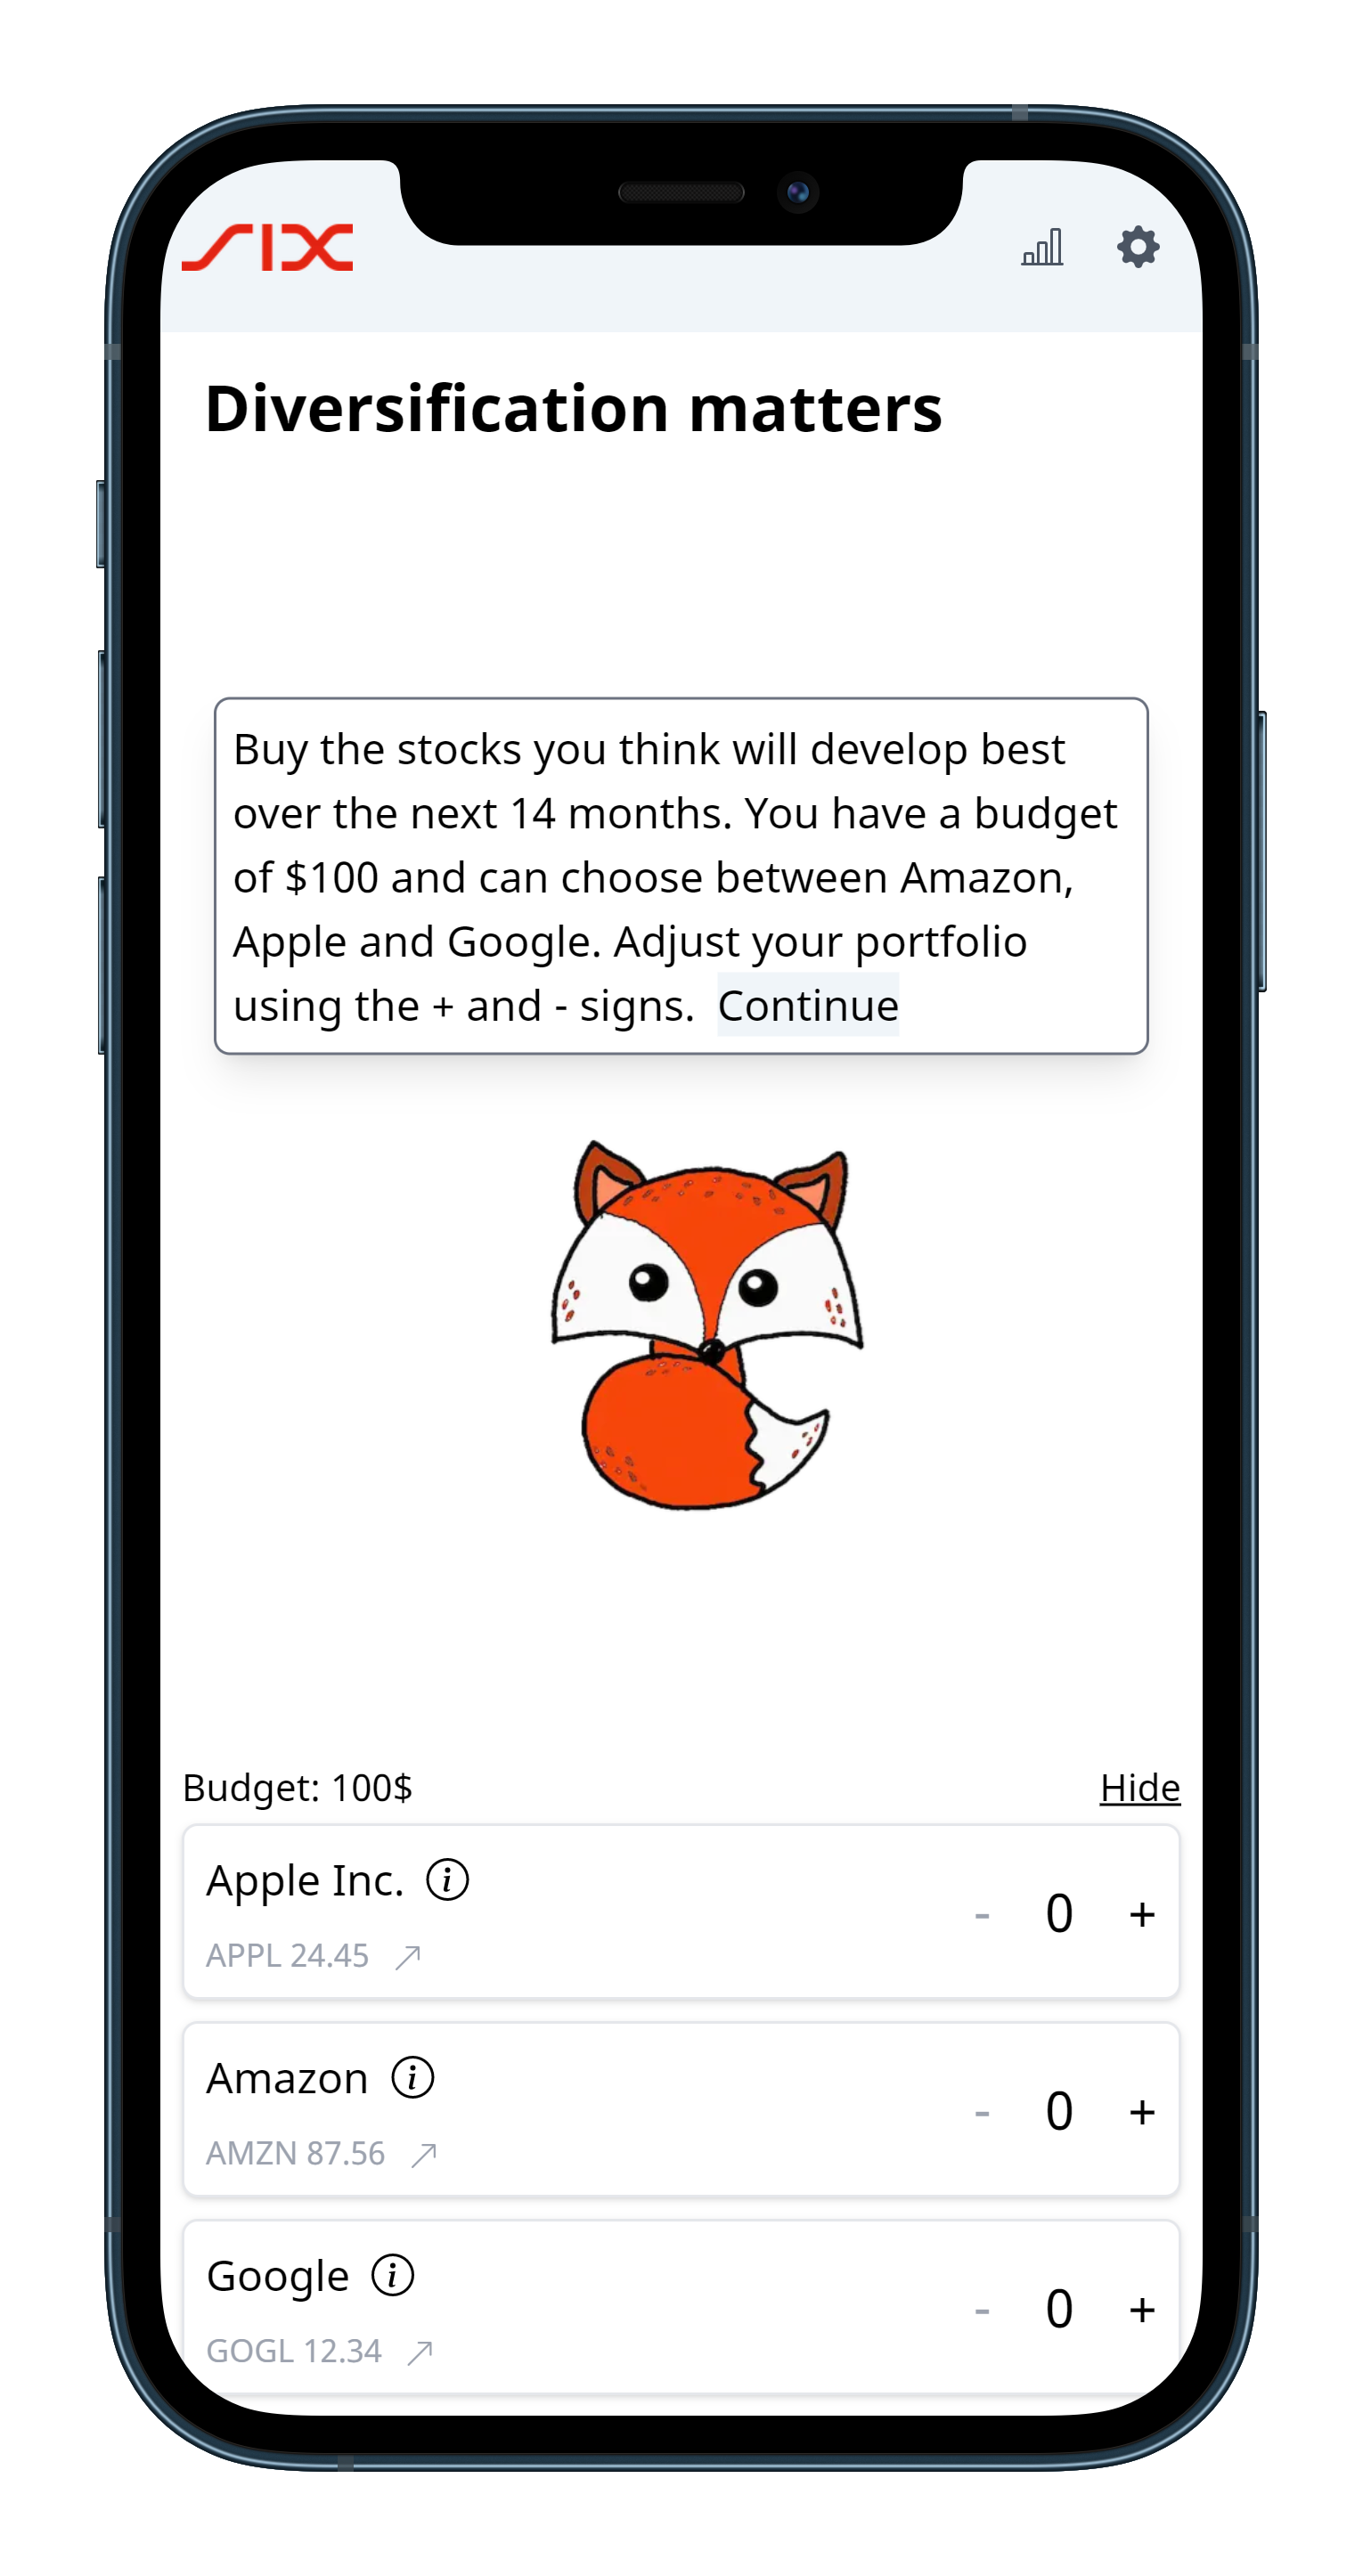 SIX
Diversification matters
Buy the stocks you think will develop best
over the next 14 months. You have a budget
of $100 and can choose between Amazon,
Apple and Google. Adjust your portfolio
using the + and - signs. Continue
Budget: 100$ Hide
Apple Inc. i
- 0 +
APPL 24.45
Amazon i
- 0 +
AMZN 87.56
Google i
- 0 +
GOGL 12.34